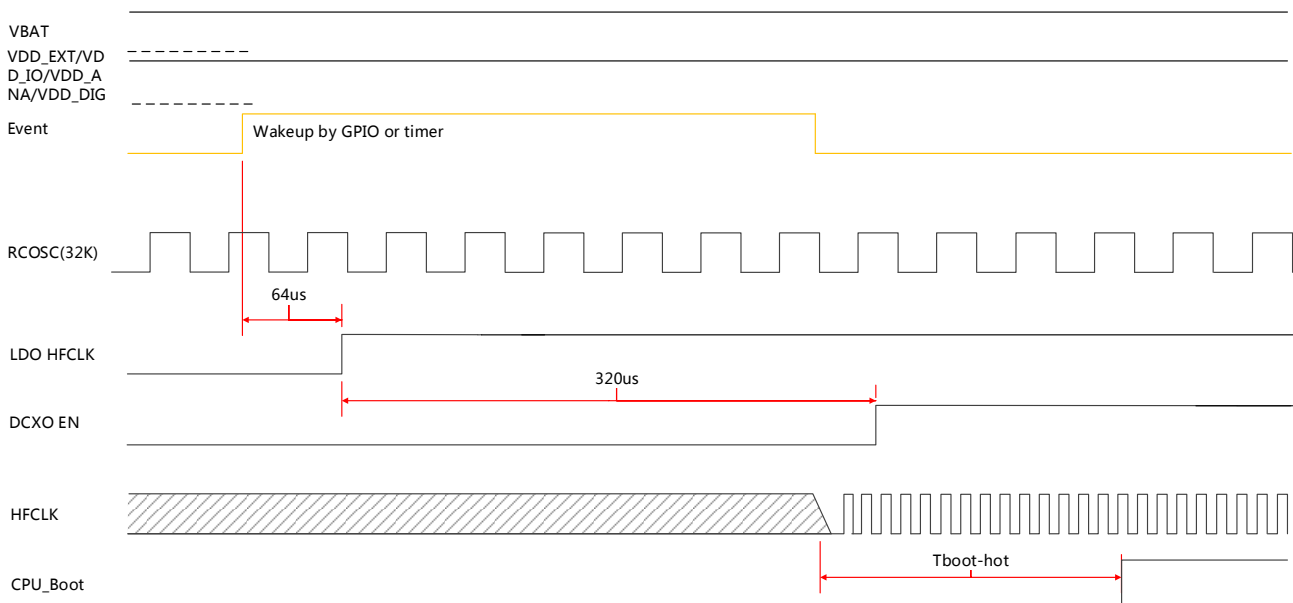 VBAT
VDD_EXT/VD
D_IO/VDD_A
NA/VDD_DIG
Event
Wakeup by GPIO or timer
RCOSC(32K)
64us
LDO HFCLK
320us
DCXO EN
HFCLK
Tboot-hot
CPU_Boot